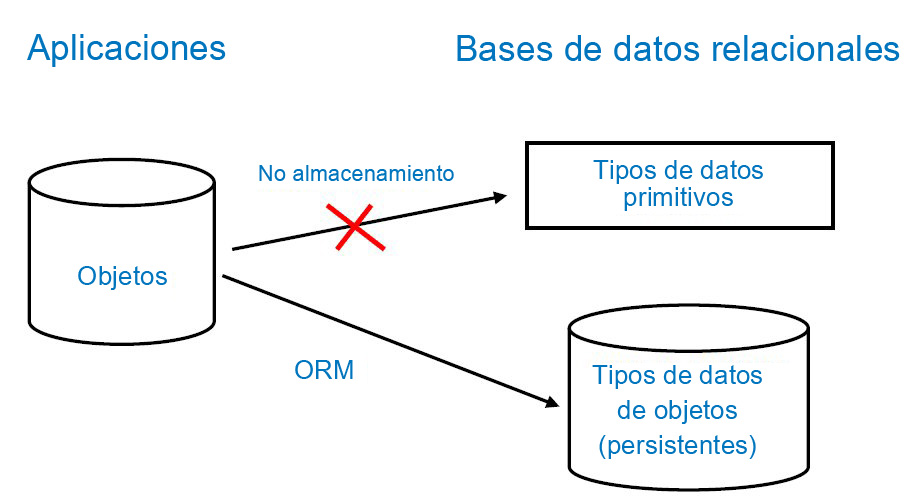 Aplicaciones
Bases de datos relacionales
No almacenamiento
Tipos de datos
primitivos
Objetos
ORM
Tipos de datos
de objetos
(persistentes)